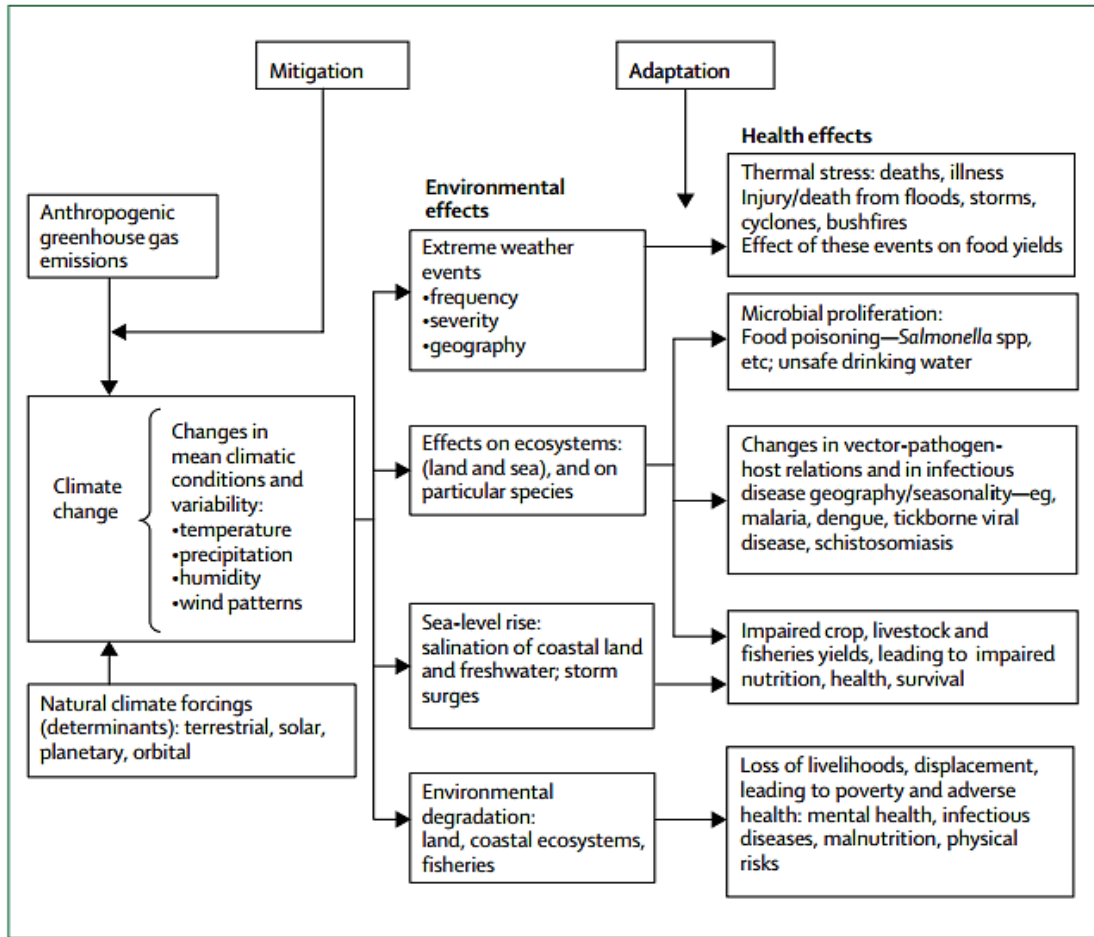 Mitigation
Adaptation
Health effects
Thermal stress: deaths, illness
Injury/death from floods, storms,
cyclones, bushfires
Effect of these events on food yields
Environmental
effects
Anthropogenic
greenhouse gas
emissions
Extreme weather
events
•frequency
•severity
•geography
Microbial proliferation:
Food poisoning—Salmonella spp,
etc; unsafe drinking water
Climate
change
Changes in
mean climatic
conditions and
variability:
•temperature
•precipitation
•humidity
•wind patterns
Effects on ecosystems:
(land and sea), and on
particular species
Changes in vector-pathogen-
host relations and in infectious
disease geography/seasonality—eg,
malaria, dengue, tickborne viral
disease, schistosomiasis
Sea-level rise:
salination of coastal land
and freshwater; storm
surges
Impaired crop, livestock and
fisheries yields, leading to impaired
nutrition, health, survival
Natural climate forcings
(determinants): terrestrial, solar,
planetary, orbital
Environmental
degradation:
land, coastal ecosystems,
fisheries
Loss of livelihoods, displacement,
leading to poverty and adverse
health: mental health, infectious
diseases, malnutrition, physical
risks